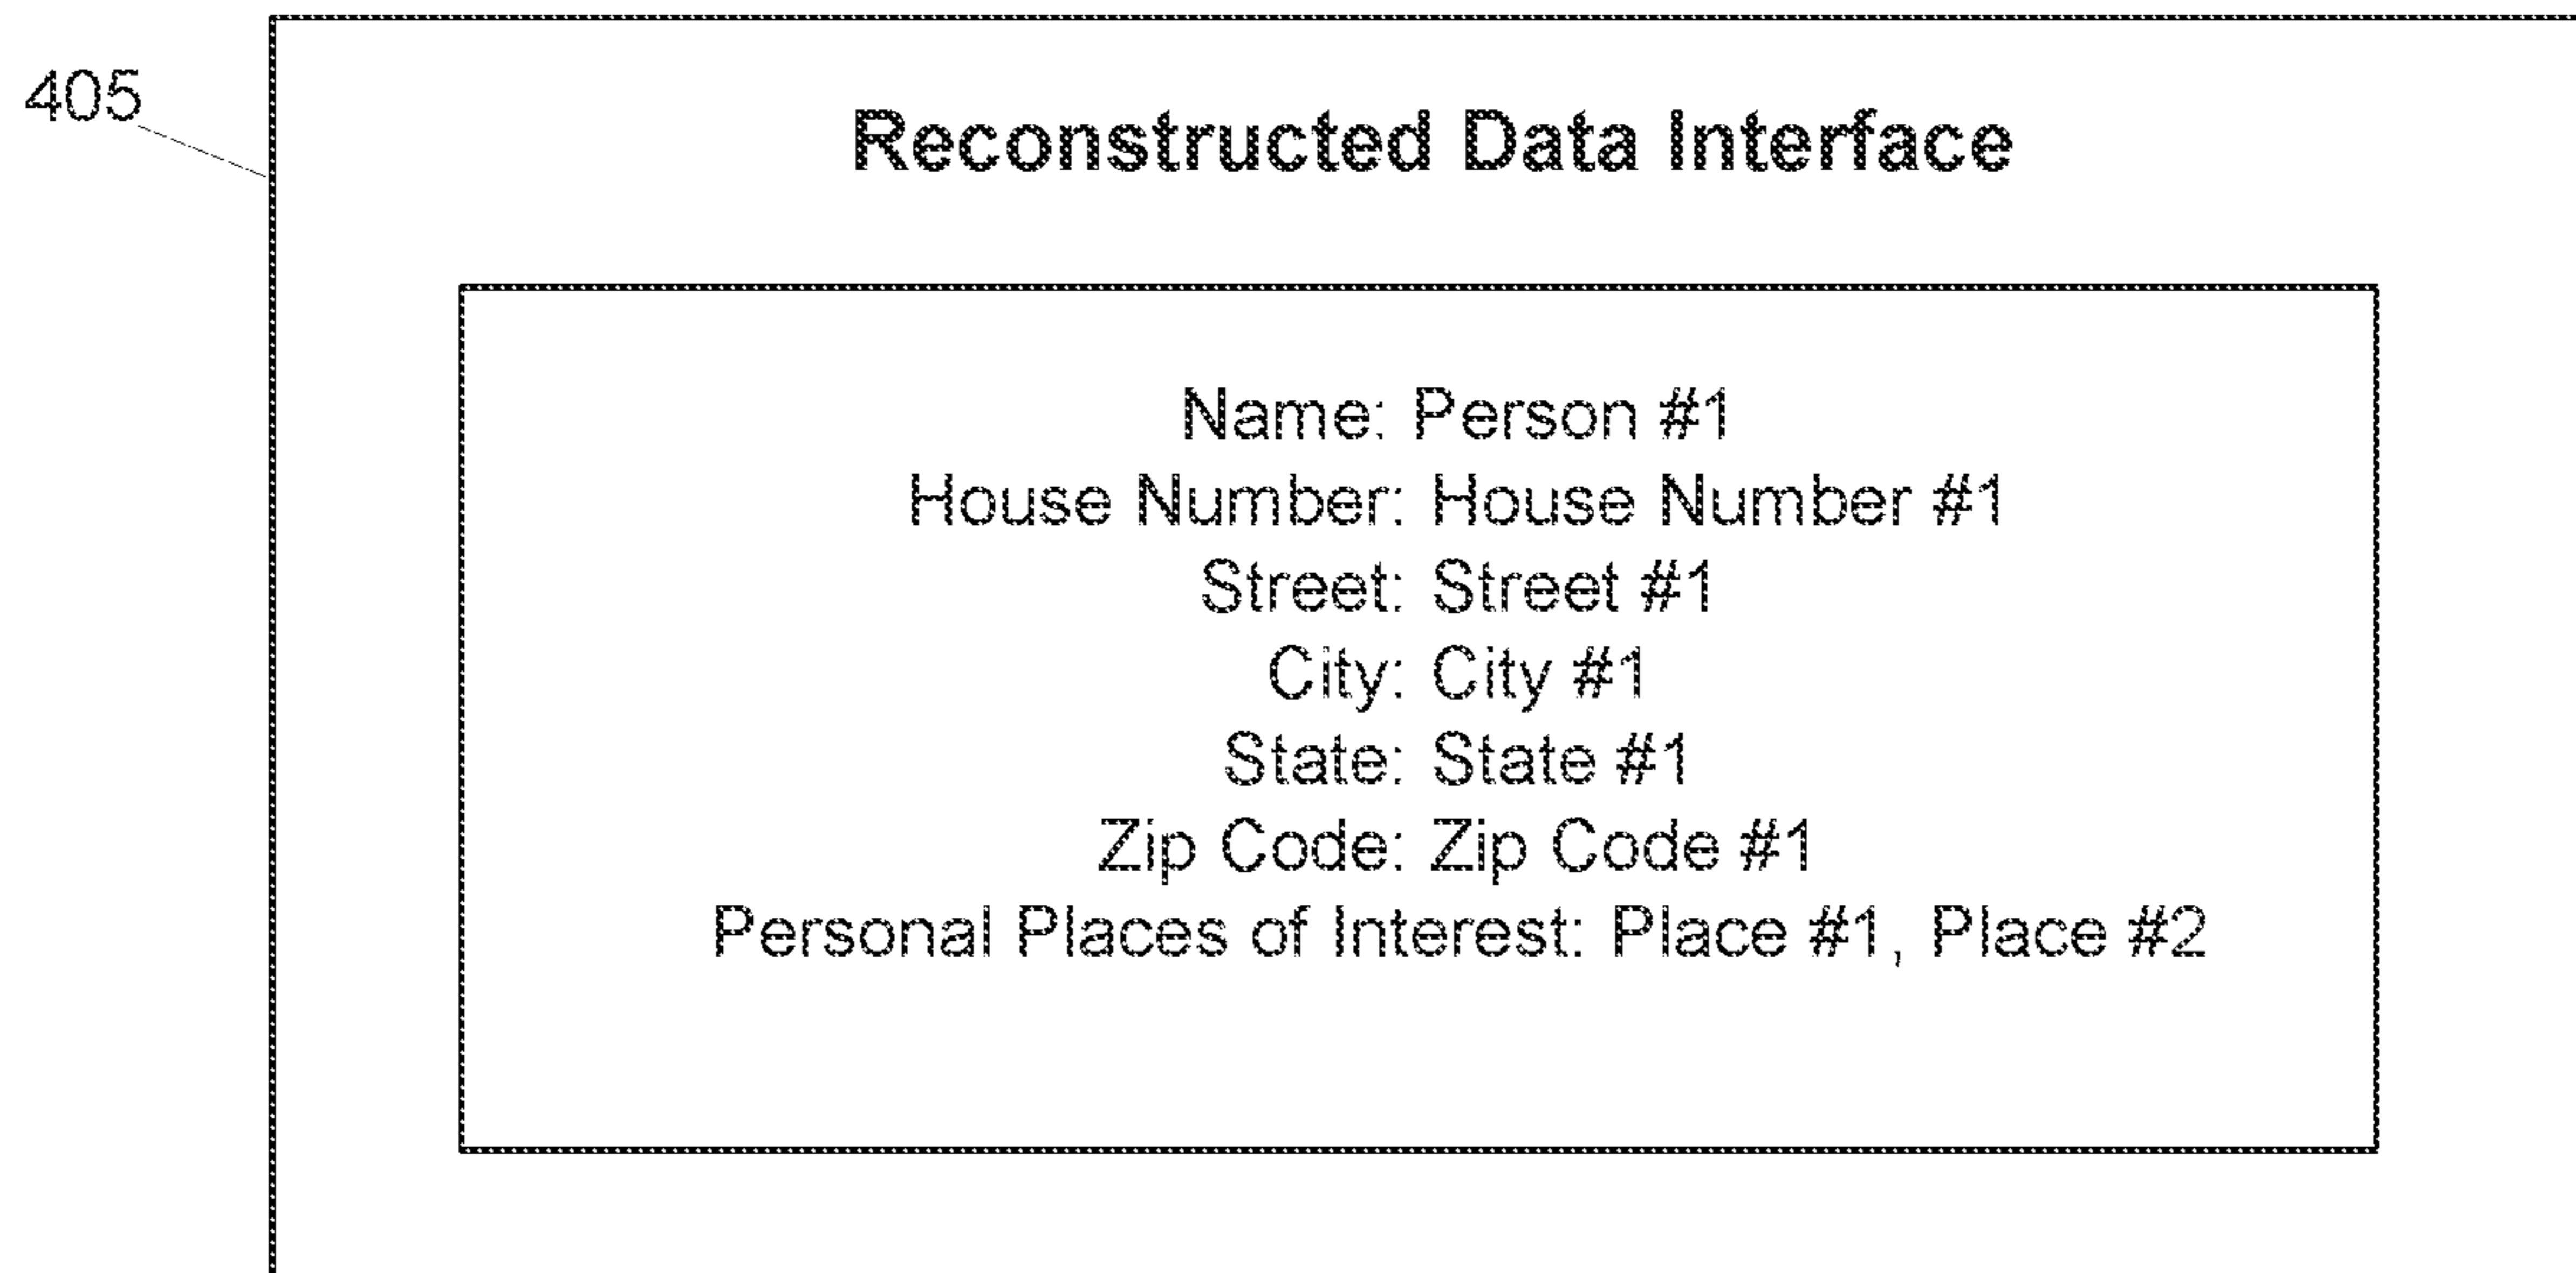 405
Reconstructed Data Interface
Name: Person #1
House Number: House Number #1
Street: Street #1
City: City #1
State: State #1
Zip Code: Zip Code #1
Personal Places of Interest: Place #1, Place #2